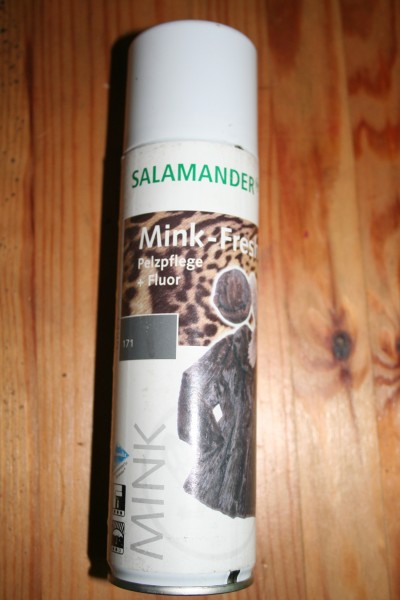 SALAMANDER
Mink-Fres
Pelzpflege
+ Fluor
171
MINK